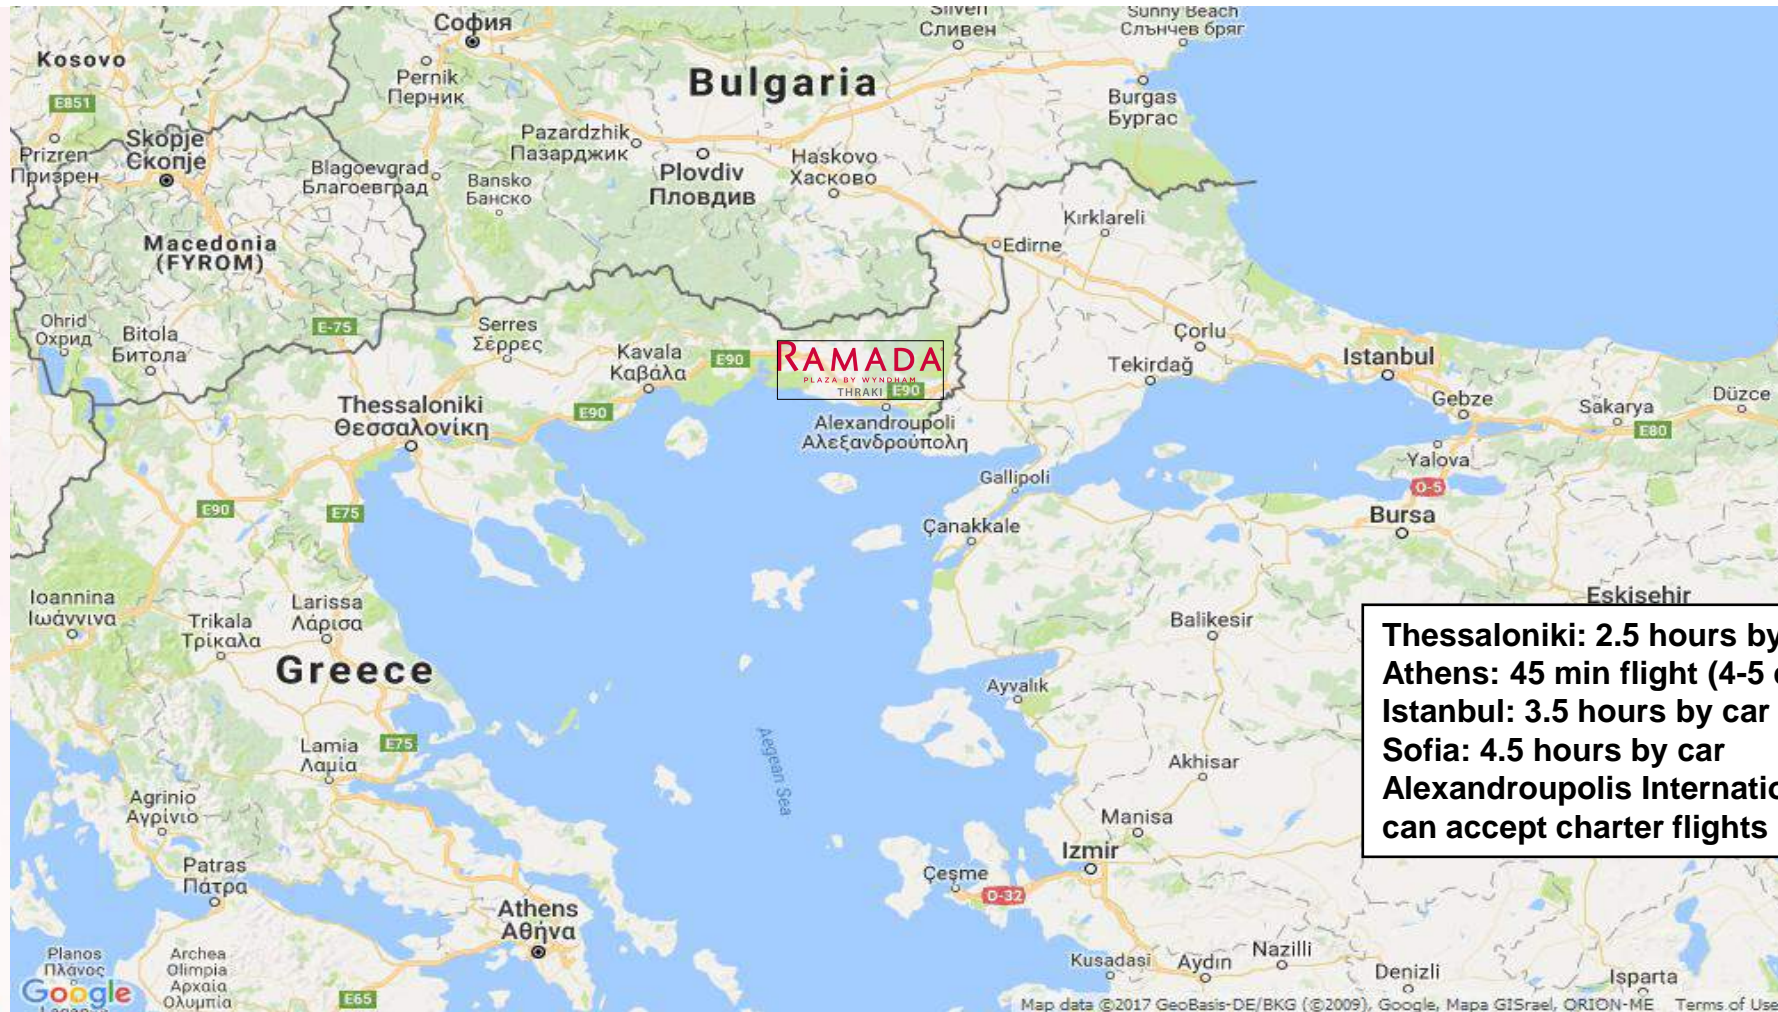 София
Sliven
Сливен
Sunny Beach
Слънчев бряг
Kosovo
Pernik
Перник
Bulgaria
E851
Burgas
Бургас
Skopje
Скопје
Prizren
Призрен
Pazardzhik
Пазарджик
Blagoevgrad
Благоевград
Bansko
Банско
Plovdiv
Пловдив
Haskovo
Хасково
Kırklareli
Edirne
Macedonia
(FYROM)
Ohrid
Охрид
Bitola
Битола
E-75
Serres
Σέρρες
Kavala
Καβάλα
E90
RAMADA
PLAZA BY WYNDHAM
THRAKI
E90
Çorlu
Tekirdağ
Istanbul
Gebze
Sakarya
Düzce
E80
Thessaloniki
Θεσσαλονίκη
E90
Alexandroupoli
Αλεξανδρούπολη
Yalova
Gallipoli
O-5
E90
E75
Çanakkale
Bursa
Ioannina
Ιωάννινα
Trikala
Τρίκαλα
Larissa
Λάρισα
Greece
Balikesir
Eskisehir
Thessaloniki: 2.5 hours by
Athens: 45 min flight (4-5
Istanbul: 3.5 hours by car
Sofia: 4.5 hours by car
Alexandroupolis Internatio
can accept charter flights
Ayvalık
Aegean Sea
Lamia
Λαμία
E75
Akhisar
Agrinio
Αγρίνιο
Manisa
Patras
Πάτρα
Izmir
Çeşme
D-32
Athens
Αθήνα
Planos
Πλάνος
Archea
Olimpia
Αρχαία
Ολυμπία
Kusadasi
Aydın
Nazilli
Denizli
Isparta
Google
E65
Map data ©2017 GeoBasis-DE/BKG (©2009), Google, Mapa GISrael, ORION-ME Terms of Use